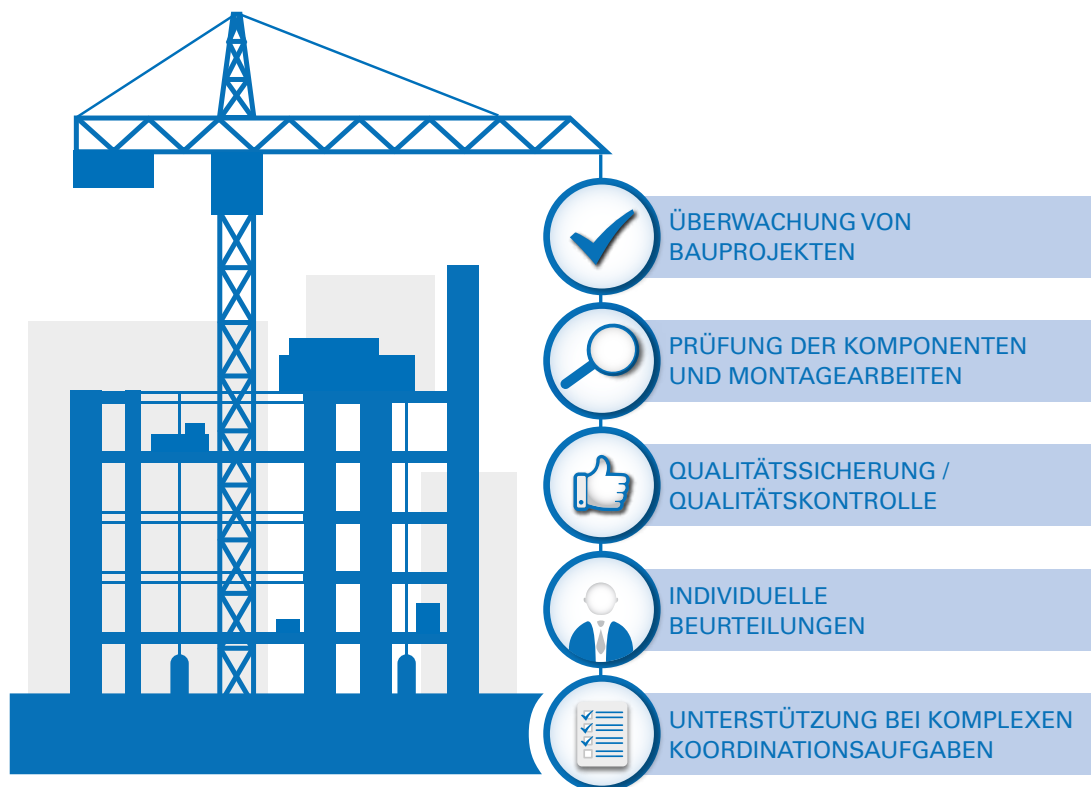 ÜBERWACHUNG VON
BAUPROJEKTEN
PRÜFUNG DER KOMPONENTEN
UND MONTAGEARBEITEN
QUALITÄTSSICHERUNG /
QUALITÄTSKONTROLLE
INDIVIDUELLE
BEURTEILUNGEN
UNTERSTÜTZUNG BEI KOMPLEXEN
KOORDINATIONSAUFGABEN